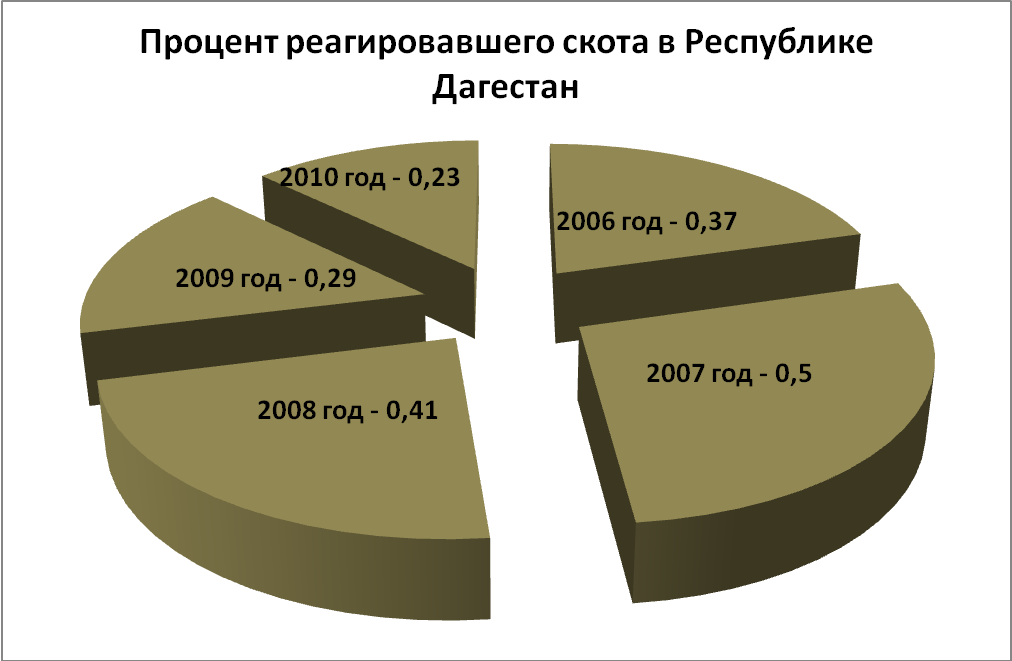 Процент реагировавшего скота в Республике
Дагестан
2010 год - 0,23
2006 год - 0,37
2009 год - 0,29
2007 год - 0,5
2008 год - 0,41